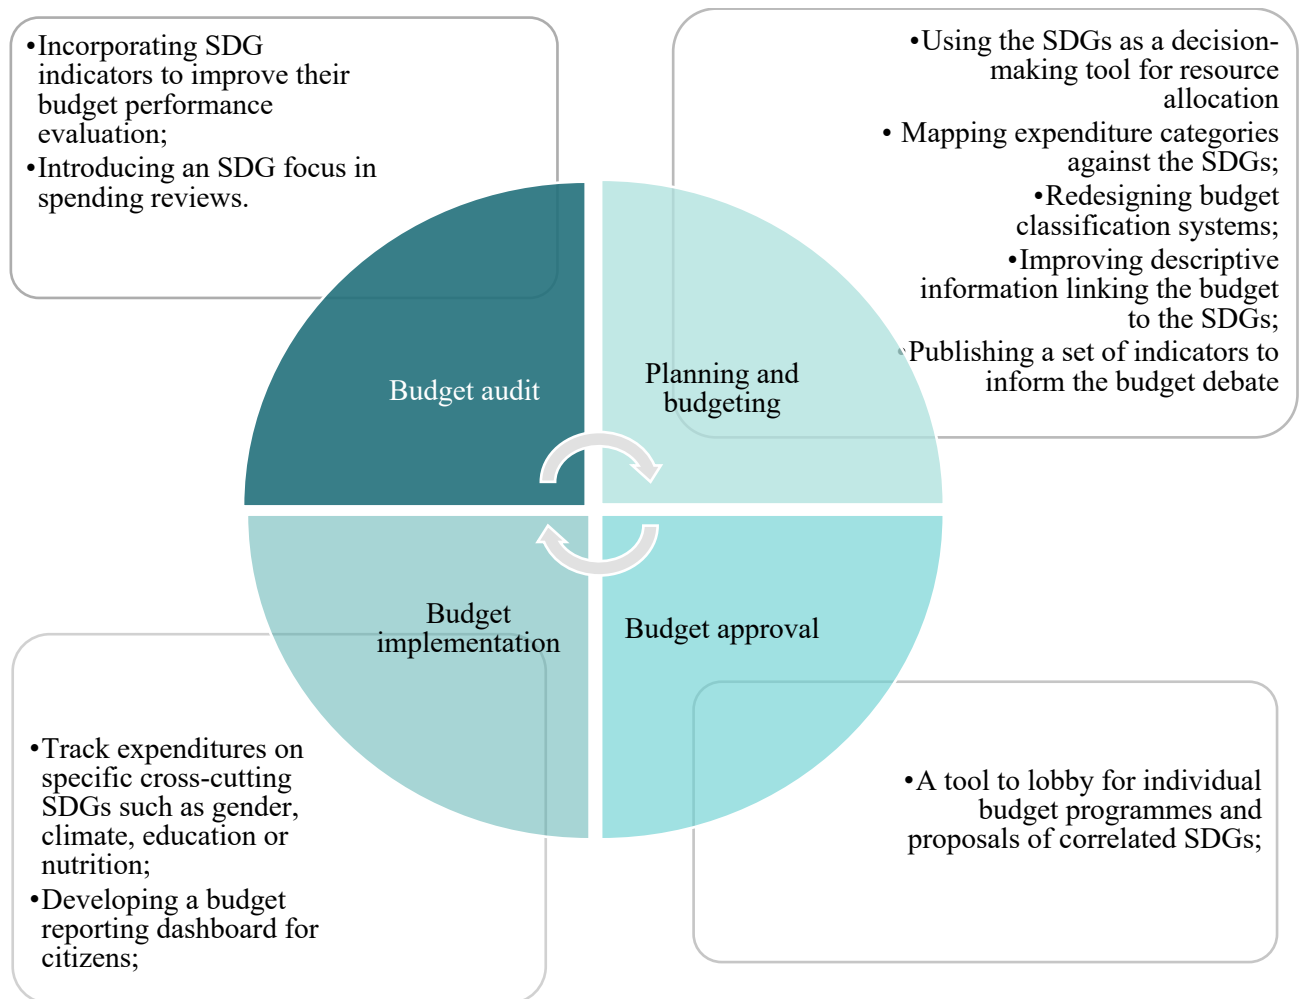 •Incorporating SDG
indicators to improve their
budget performance
evaluation;
•Introducing an SDG focus in
spending reviews.
•Using the SDGs as a decision-
making tool for resource
allocation
• Mapping expenditure categories
against the SDGs;
•Redesigning budget
classification systems;
•Improving descriptive
information linking the budget
to the SDGs;
•Publishing a set of indicators to
inform the budget debate
Budget audit
Planning and
budgeting
Budget
implementation
Budget approval
•Track expenditures on
specific cross-cutting
SDGs such as gender,
climate, education or
nutrition;
•Developing a budget
reporting dashboard for
citizens;
•A tool to lobby for individual
budget programmes and
proposals of correlated SDGs;